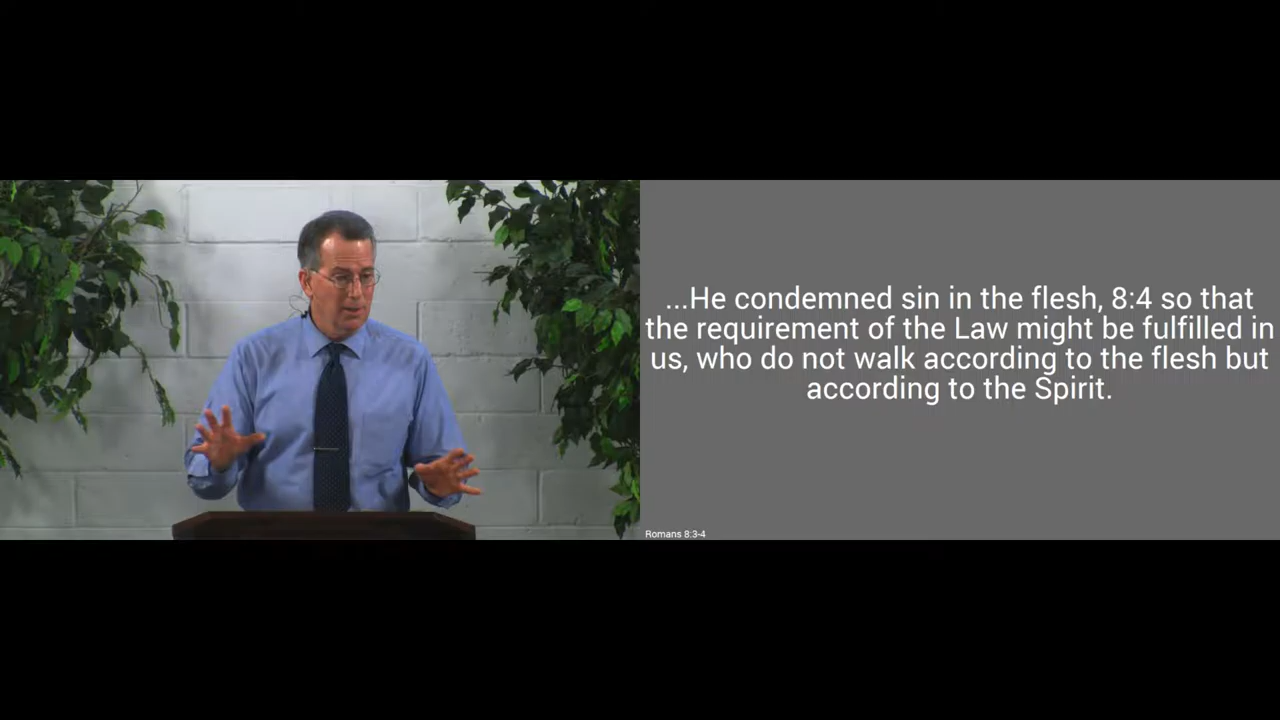 ...He condemned sin in the flesh, 8:4 so that
the requirement of the Law might be fulfilled in
us, who do not walk according to the flesh but
according to the Spirit.
Romans 8:3-4